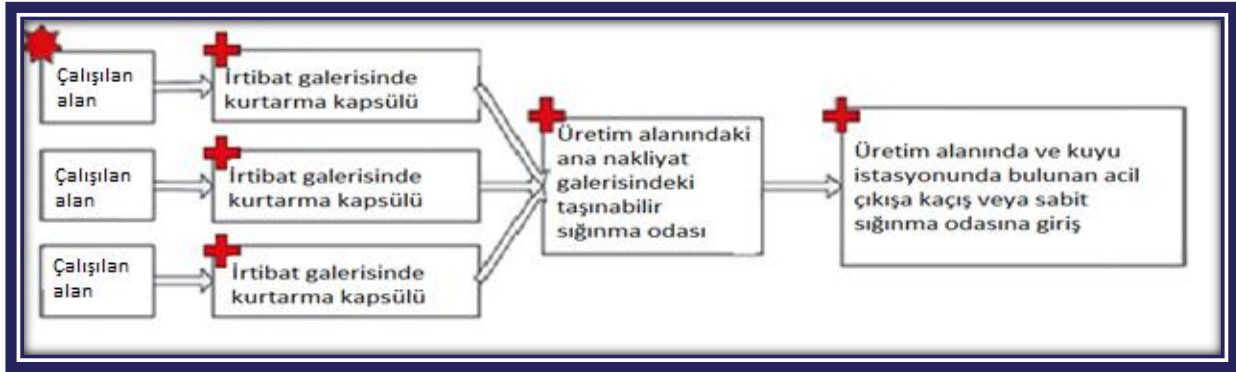 Çalışılan
alan
İrtibat galerisinde
kurtarma kapsülü
Çalışılan
alan
İrtibat galerisinde
kurtarma kapsülü
Çalışılan
alan
İrtibat galerisinde
kurtarma kapsülü
Üretim alanındaki
ana nakliyat
galerisindeki
taşınabilir
sığınma odası
Üretim alanında ve kuyu
istasyonunda bulunan acil
çıkışa kaçış veya sabit
sığınma odasına giriş